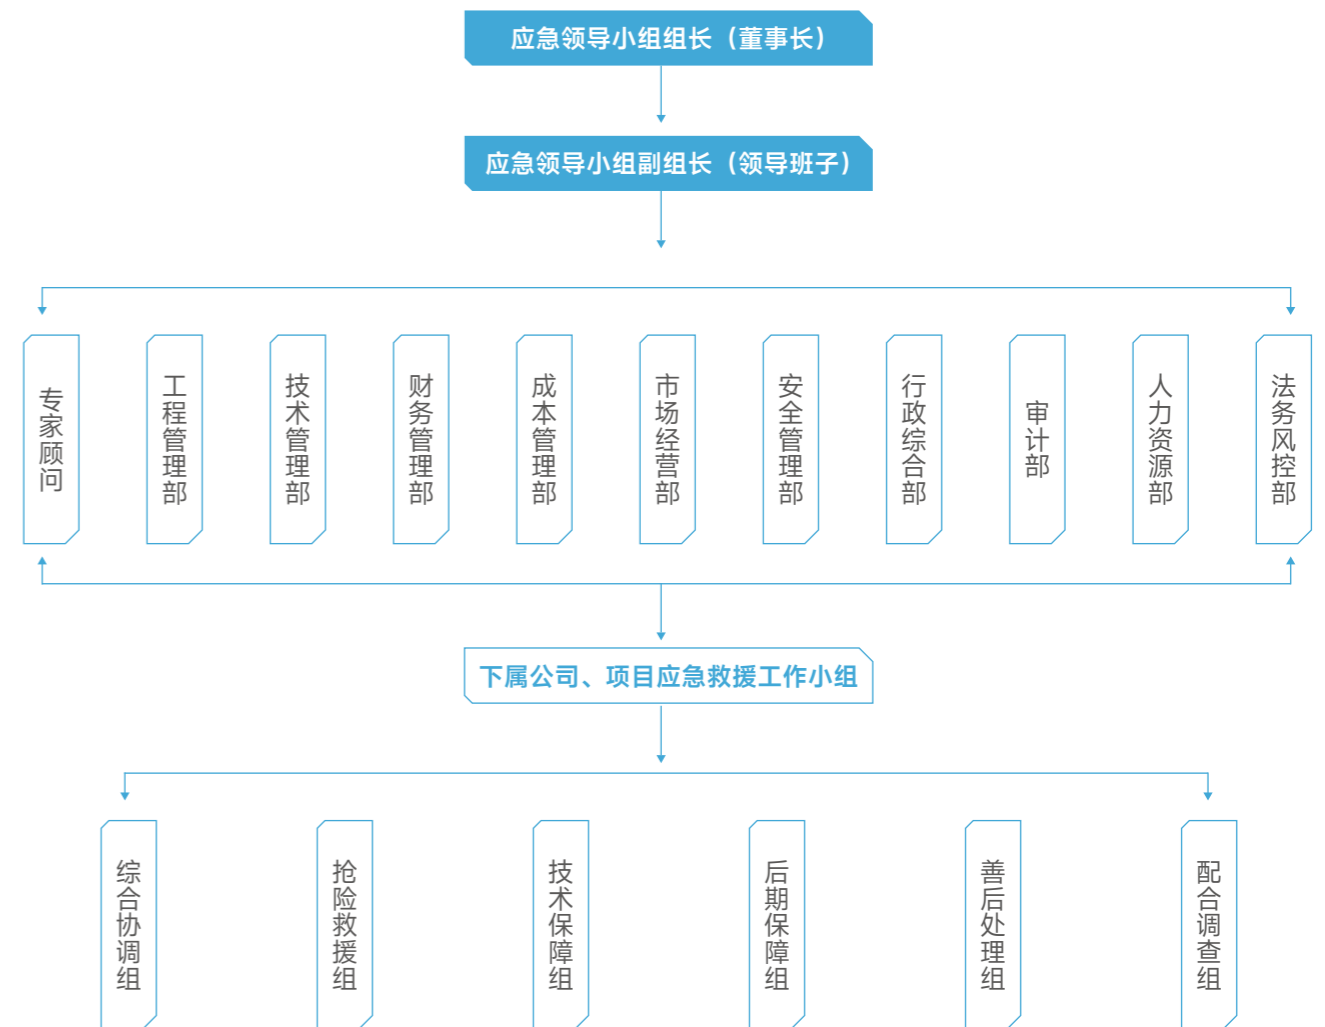 应急领导小组组长（董事长）
应急领导小组副组长（领导班子）
专家顾问
工程管理部
技术管理部
财务管理部
成本管理部
市场经营部
安全管理部
行政综合部
审计部
人力资源部
法务风控部
下属公司、项目应急救援工作小组
综合协调组
抢险救援组
技术保障组
后期保障组
善后处理组
配合调查组